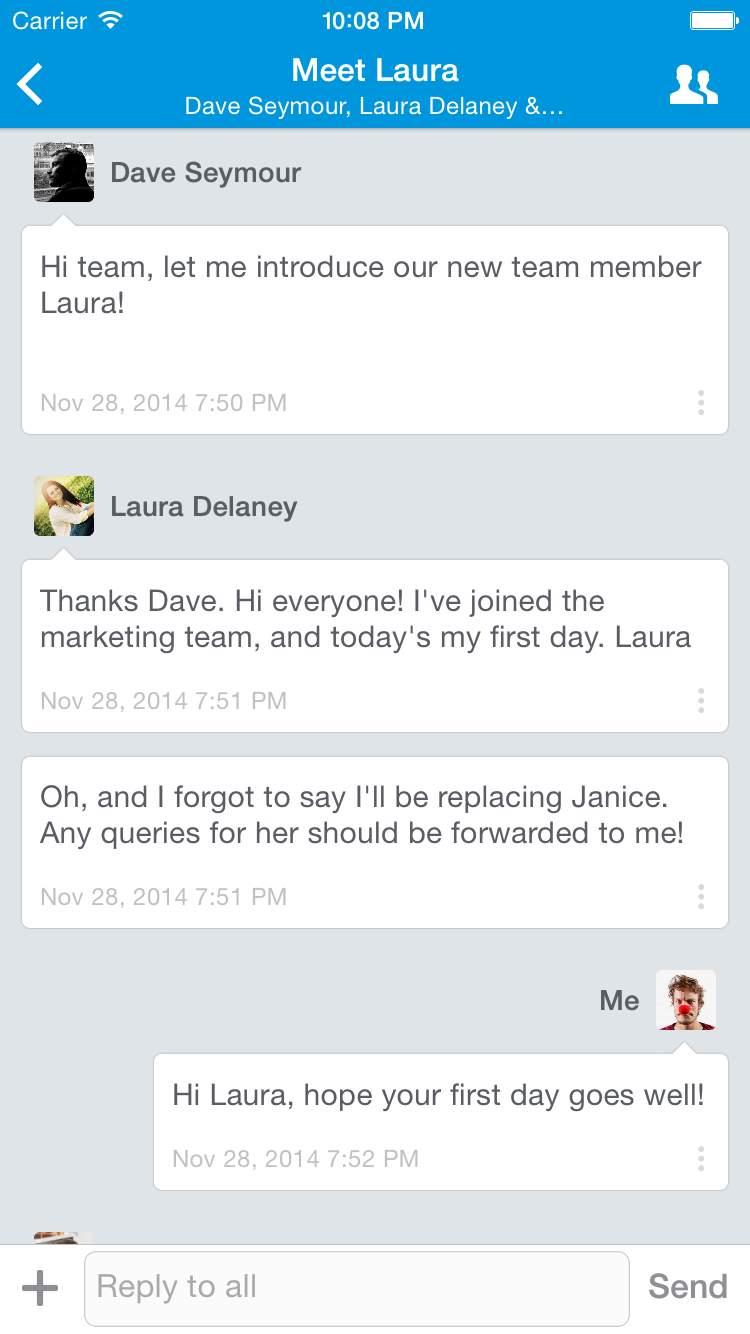 Carrier 10:08 PM
Meet Laura
Dave Seymour, Laura Delaney &...
Dave Seymour
Hi team, let me introduce our new team member
Laura!
Nov 28, 2014 7:50 PM
Laura Delaney
Thanks Dave. Hi everyone! I've joined the
marketing team, and today's my first day. Laura
Nov 28, 2014 7:51 PM
Oh, and I forgot to say I'll be replacing Janice.
Any queries for her should be forwarded to me!
Nov 28, 2014 7:51 PM
Me
Hi Laura, hope your first day goes well!
Nov 28, 2014 7:52 PM
Reply to all
Send